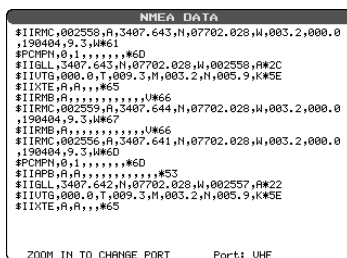 NMEA DATA
$IIRMC,002558,A,3407.643,N,07702.028,W,003.2,000.0
,190404,9.3,W*61
$PCMPN,0,1,,,,,,,*6D
$IIGLL,3407.643,N,07702.028,W,002558,A*2C
$IIVTG,000.0,T,009.3,M,003.2,N,005.9,K*5E
$IIXTE,A,A,,,*65
$IIRMB,A,,,,,,,,,,,,V*66
$IIRMC,002559,A,3407.644,N,07702.028,W,003.2,000.0
,190404,9.3,W*67
$IIRMB,A,,,,,,,,,,,,V*66
$IIRMC,002556,A,3407.641,N,07702.028,W,003.2,000.0
,190404,9.3,W*6D
$PCMPN,0,1,,,,,,,*6D
$IIAPB,A,A,,,,,,,,,,,,*53
$IIGLL,3407.642,N,07702.028,W,002557,A*22
$IIVTG,000.0,T,009.3,M,003.2,N,005.9,K*5E
$IIXTE,A,A,,,*65
ZOOM IN TO CHANGE PORT Port: VHF